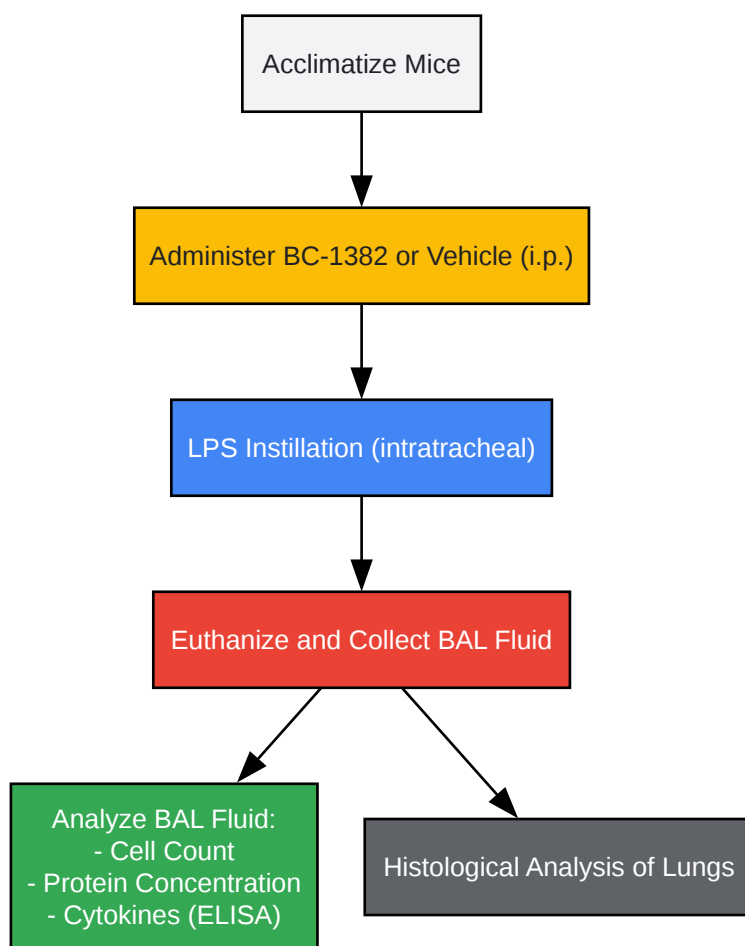 Acclimatize Mice
Administer BC-1382 or Vehicle (i.p.)
LPS Instillation (intratracheal)
Euthanize and Collect BAL Fluid
Analyze BAL Fluid:
- Cell Count
- Protein Concentration
- Cytokines (ELISA)
Histological Analysis of Lungs